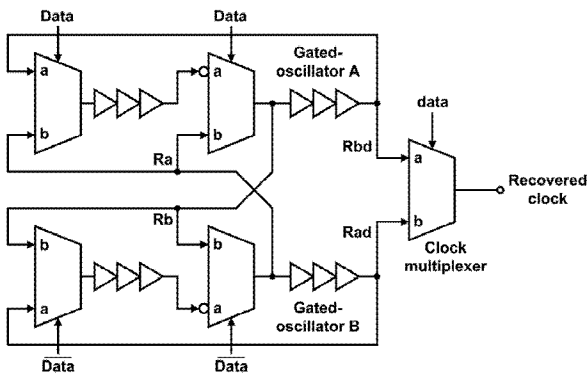 Data
Data
Gated-
oscillator A
a
b
a
b
Ra
Rbd
data
a
b
Recovered
clock
Clock
multiplexer
Rb
Rad
b
a
b
a
Gated-
oscillator B
Data
Data